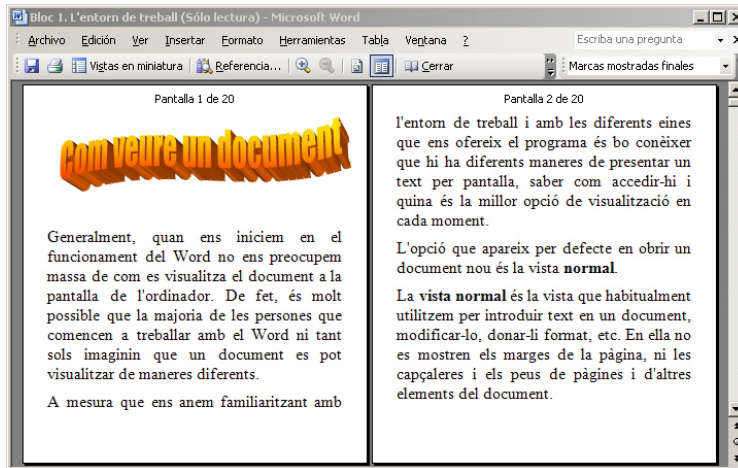 Bloc 1. L'entorn de treball (Sólo lectura) - Microsoft Word
Archivo Edición Ver Insertar Formato Herramientas Tabla Ventana ? Escriba una pregunta
Vistas en miniatura Referencia... Cerrar Marcas mostradas finales
Pantalla 1 de 20
Com veure un document
Generalment, quan ens iniciem en el
funcionament del Word no ens preocupem
massa de com es visualitza el document a la
pantalla de l'ordinador. De fet, és molt
possible que la majoria de les persones que
comencen a treballar amb el Word ni tant
sols imaginin que un document es pot
visualitzar de maneres diferents.
A mesura que ens anem familiaritzant amb
Pantalla 2 de 20
l'entorn de treball i amb les diferents eines
que ens ofereix el programa és bo conèixer
que hi ha diferents maneres de presentar un
text per pantalla, saber com accedir-hi i
quina és la millor opció de visualització en
cada moment.
L'opció que apareix per defecte en obrir un
document nou és la vista normal.
La vista normal és la vista que habitualment
utilitzem per introduir text en un document,
modificar-lo, donar-li format, etc. En ella no
es mostren els marges de la pàgina, ni les
capçaleres i els peus de pàgines i d'altres
elements del document.